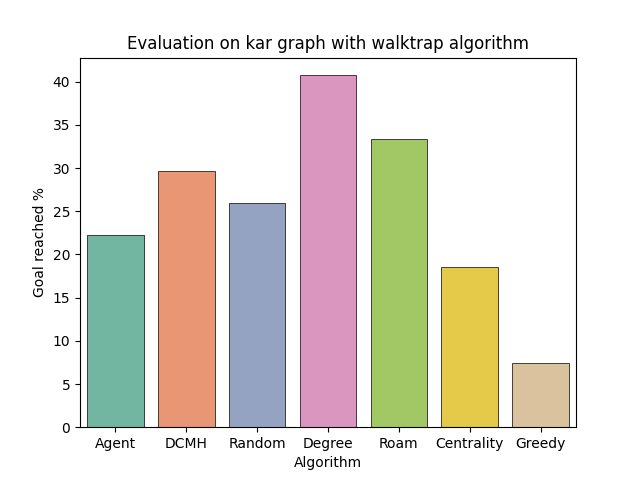 Evaluation on kar graph with walktrap algorithm
Goal reached %
40
35
30
25
20
15
10
5
0
Agent DCMH Random Degree Roam Centrality Greedy
Algorithm